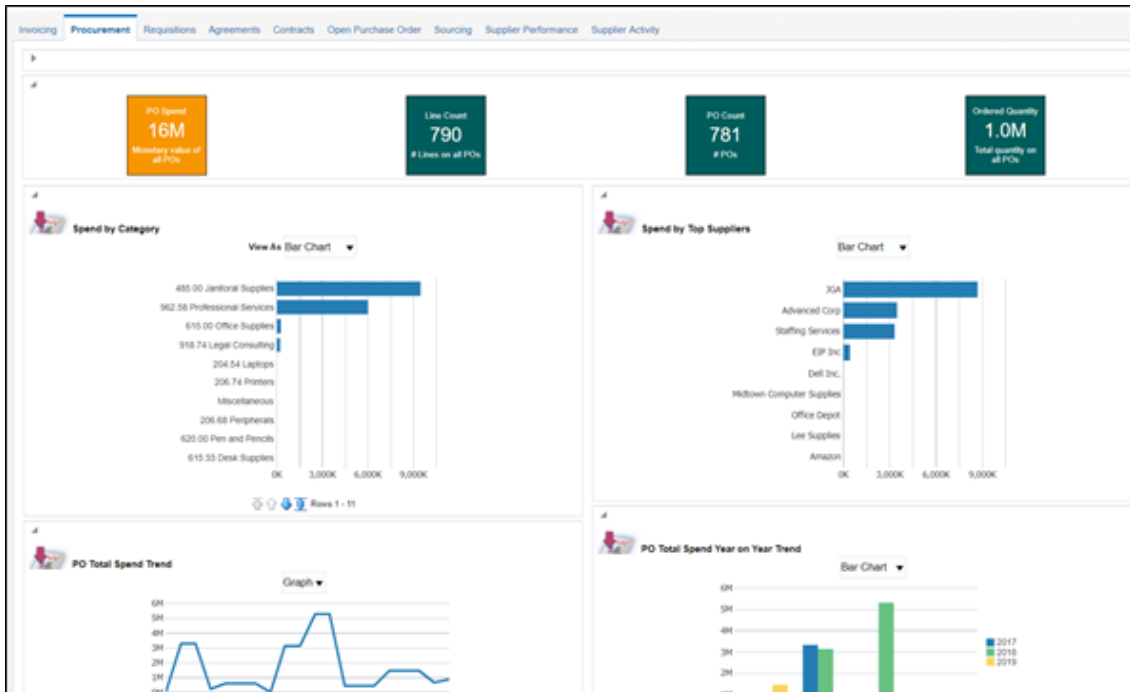 Invoicing Procurement Requisitions Agreements Contracts Open Purchase Order Sourcing Supplier Performance Supplier Activity
PO Spend
16M
Monetary value of
all POs
Line Count
790
# Lines on all POs
PO Count
781
# POs
Ordered Quantity
1.0M
Total quantity on
all POs
Spend by Category
View As Bar Chart
485.00 Janitorial Supplies
962.58 Professional Services
615.00 Office Supplies
918.74 Legal Consulting
204.54 Laptops
206.74 Printers
Miscellaneous
206.68 Peripherals
620.00 Pen and Pencils
615.33 Desk Supplies
0K 3,000K 6,000K 9,000K
Rows 1 - 11
Spend by Top Suppliers
Bar Chart
JGA
Advanced Corp
Staffing Services
EIP Inc
Dell Inc.
Midtown Computer Supplies
Office Depot
Lee Supplies
Amazon
0K 3,000K 6,000K 9,000K
PO Total Spend Trend
Graph
6M
5M
4M
3M
2M
1M
PO Total Spend Year on Year Trend
Bar Chart
6M
5M
4M
3M
2M
2017
2018
2019